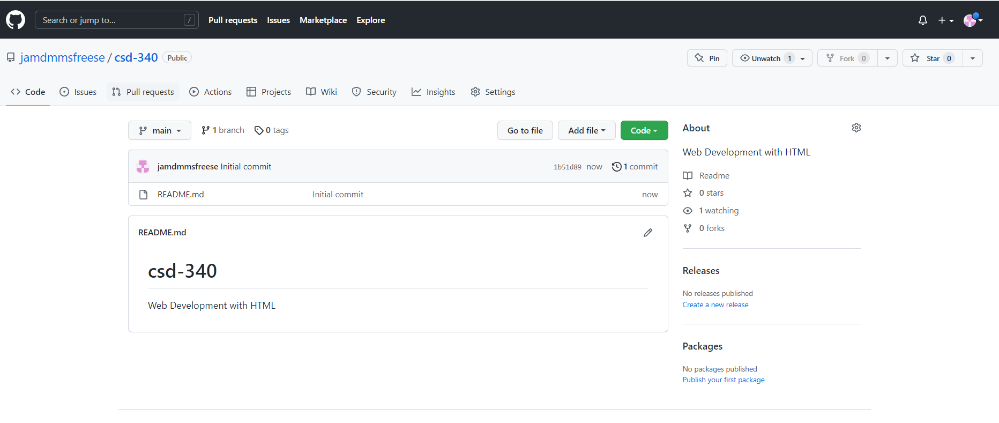 Search or jump to... /
Pull requests Issues Marketplace Explore
jamdmmsfreese / csd-340 Public
Pin Unwatch 1 Fork 0 Star 0
Code Issues Pull requests Actions Projects Wiki Security Insights Settings
main 1 branch 0 tags Go to file Add file Code
jamdmmsfreese Initial commit 1b51d89 now 1 commit
README.md Initial commit now
README.md
csd-340
Web Development with HTML
About
Web Development with HTML
Readme
0 stars
1 watching
0 forks
Releases
No releases published
Create a new release
Packages
No packages published
Publish your first package